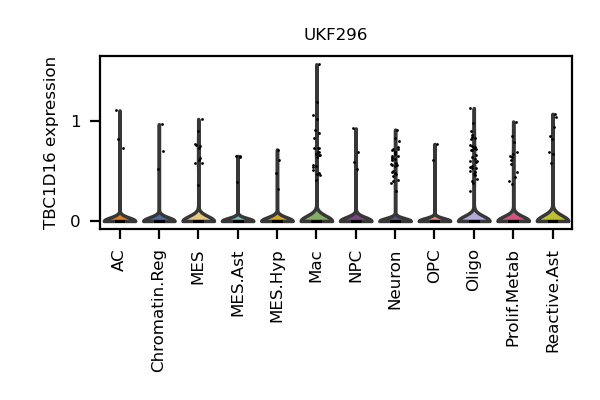 UKF296
TBC1D16 expression
1
0
AC
Chromatin.Reg
MES
MES.Ast
MES.Hyp
Mac
NPC
Neuron
OPC
Oligo
Prolif.Metab
Reactive.Ast